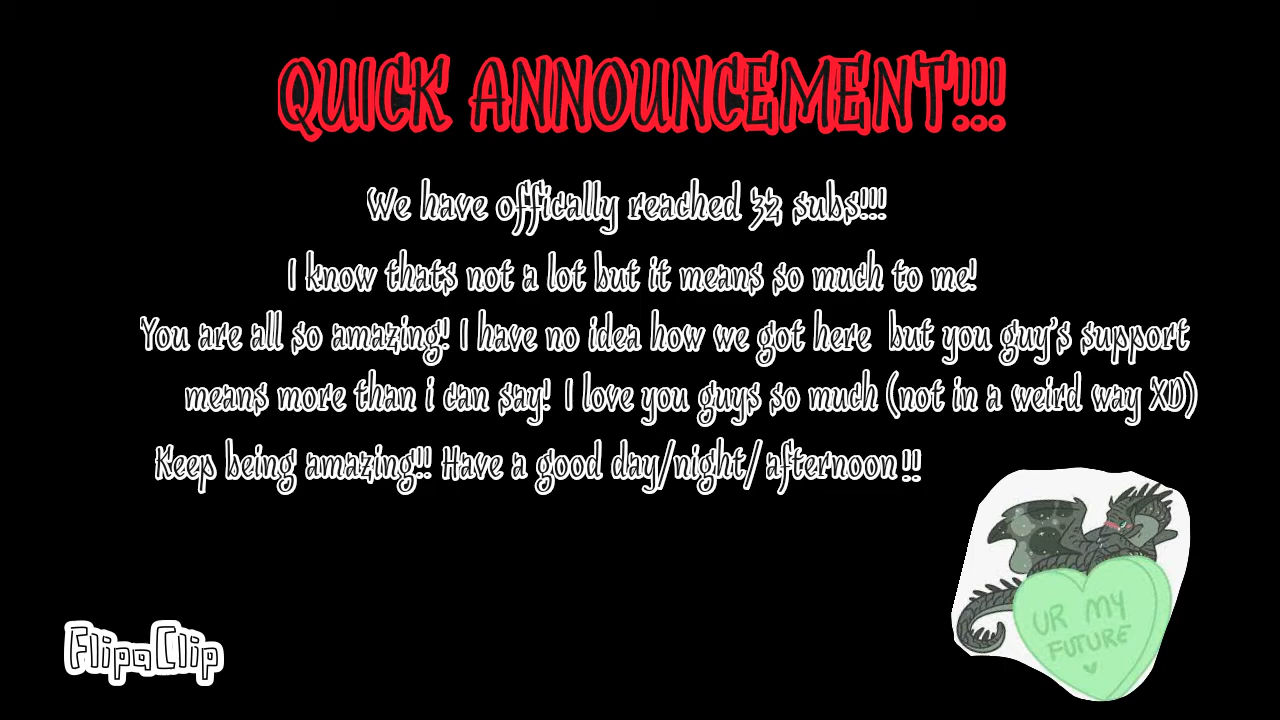 QUICK ANNOUNCEMENT!!!
We have offically reached 32 subs!!!
I know thats not a lot but it means so much to me!
You are all so amazing! I have no idea how we got here but you guy's support
means more than i can say! I love you guys so much (not in a weird way XD)
Keep being amazing!! Have a good day/night/afternoon!!
UR MY
FUTURE
FlipaClip